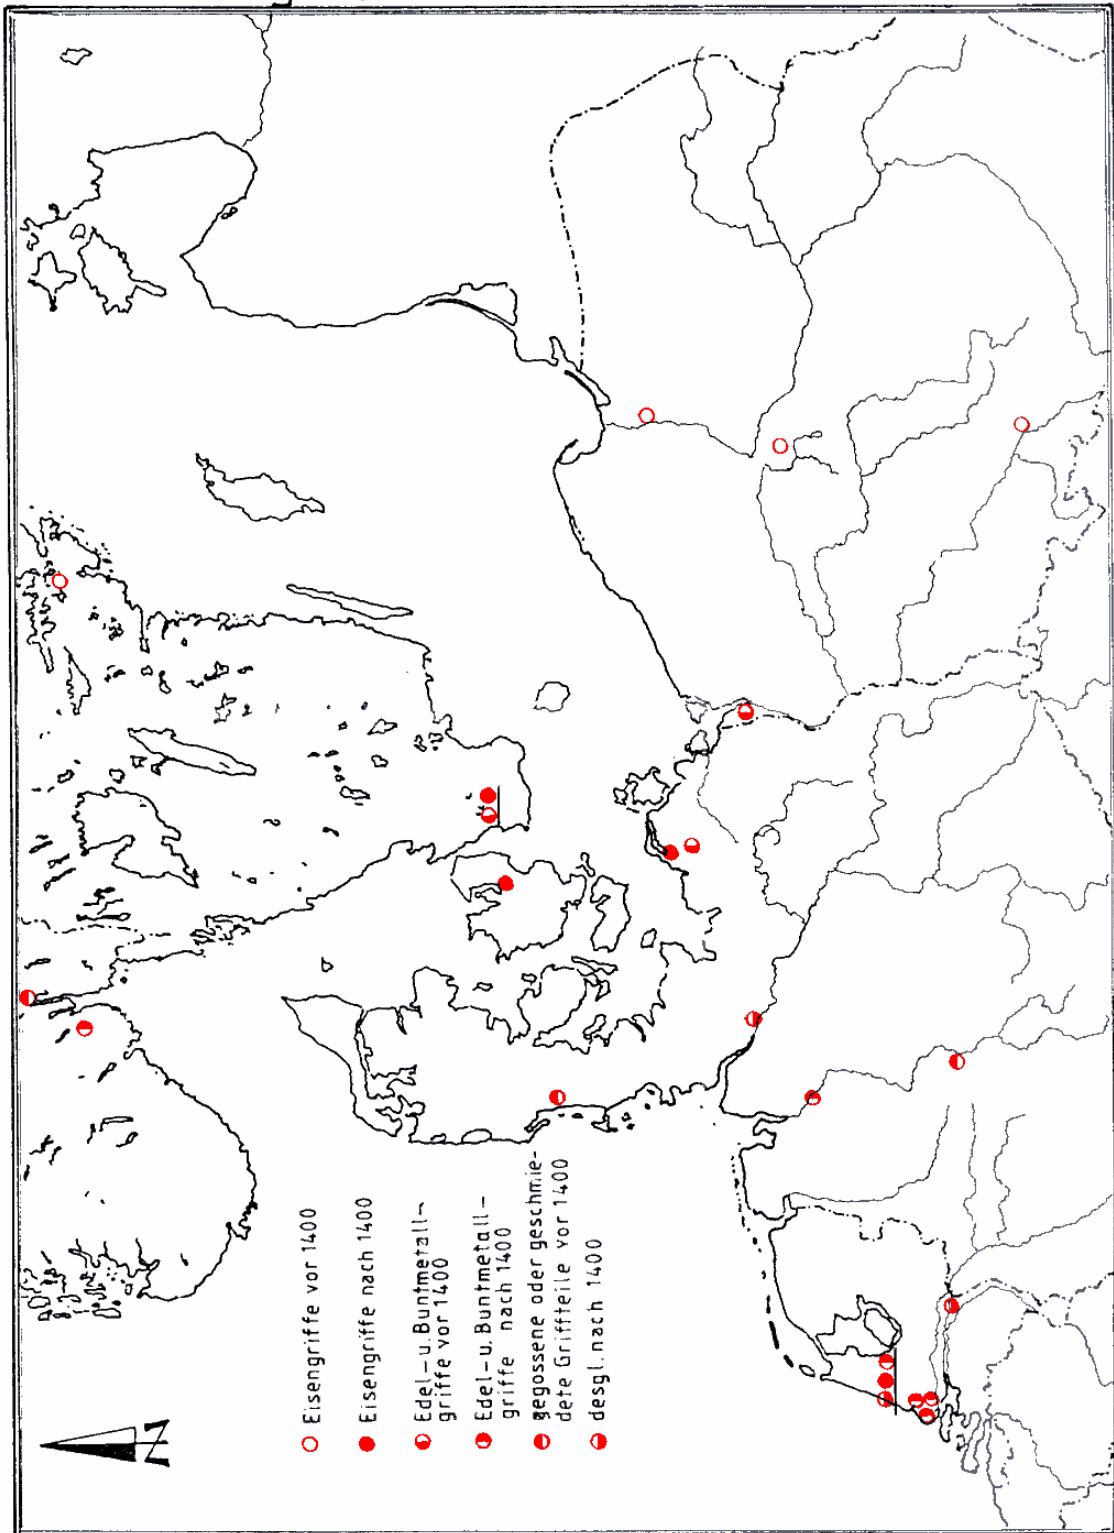 N
Eisengriffe vor 1400
Eisengriffe nach 1400
Edel-u. Buntmetall-
griffe vor 1400
Edel-u. Buntmetall-
griffe nach 1400
gegossene oder geschmie-
dete Griffteile vor 1400
desgl. nach 1400